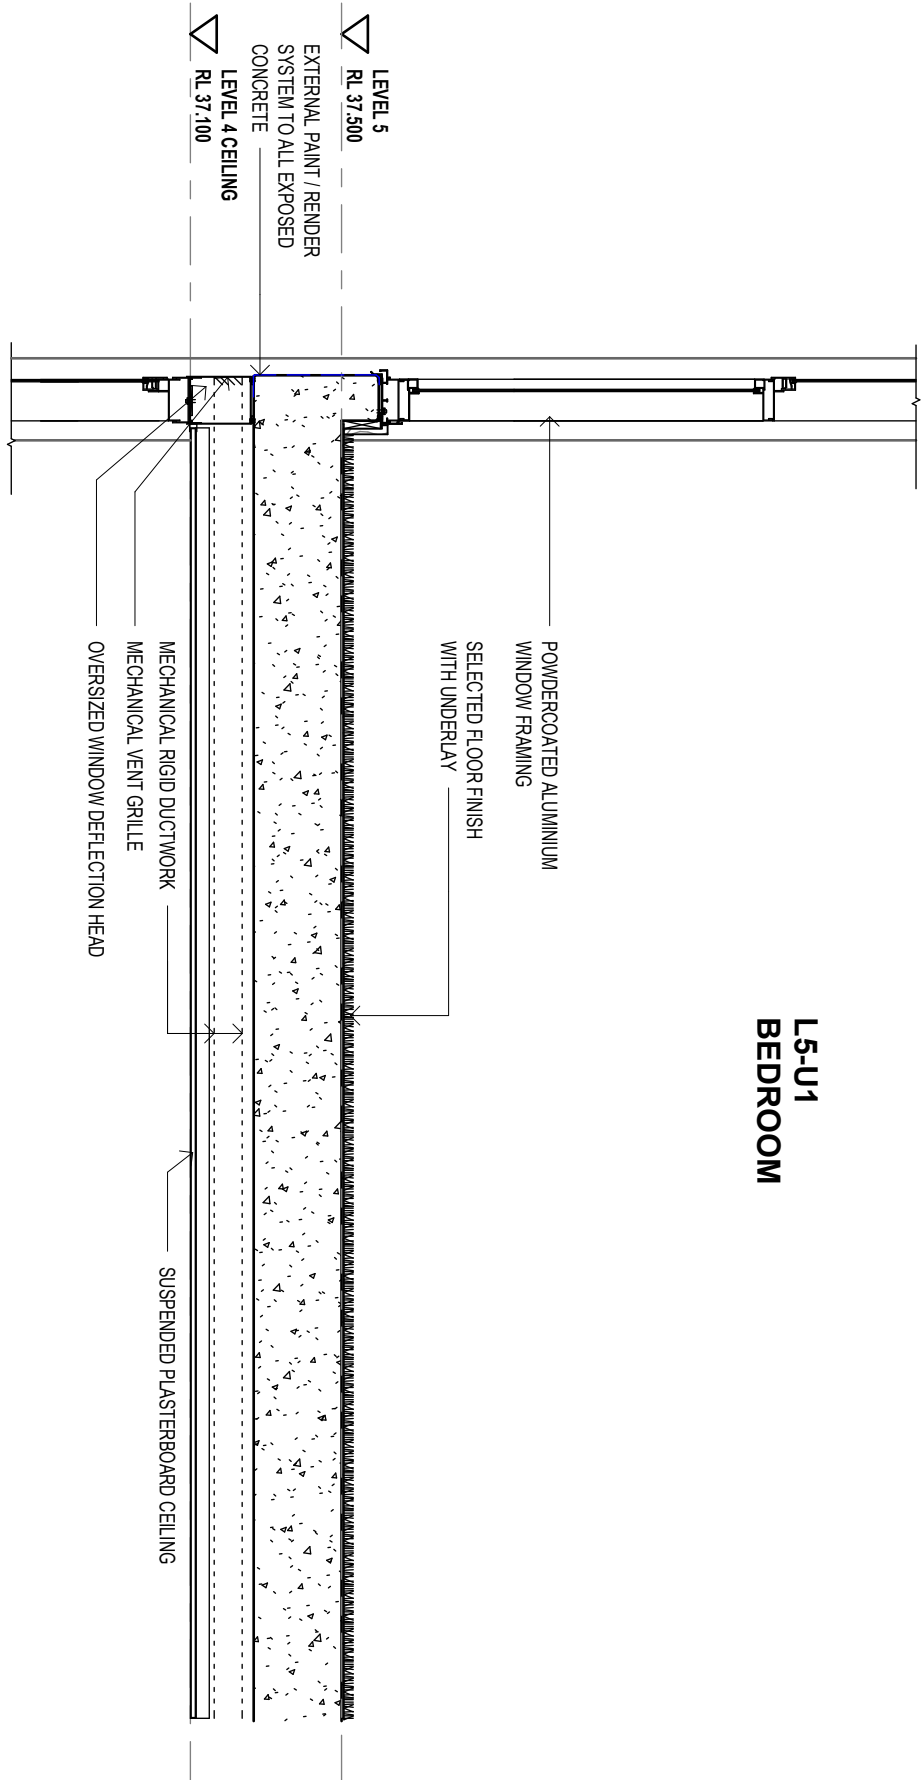 L5-U1
BEDROOM
POWDERCOATED ALUMINIUM
WINDOW FRAMING
SELECTED FLOOR FINISH
WITH UNDERLAY
LEVEL 5
RL 37.500
EXTERNAL PAINT / RENDER
SYSTEM TO ALL EXPOSED
CONCRETE
LEVEL 4 CEILING
RL 37.100
MECHANICAL RIGID DUCTWORK
MECHANICAL VENT GRILLE
OVERSIZED WINDOW DEFLECTION HEAD
SUSPENDED PLASTERBOARD CEILING